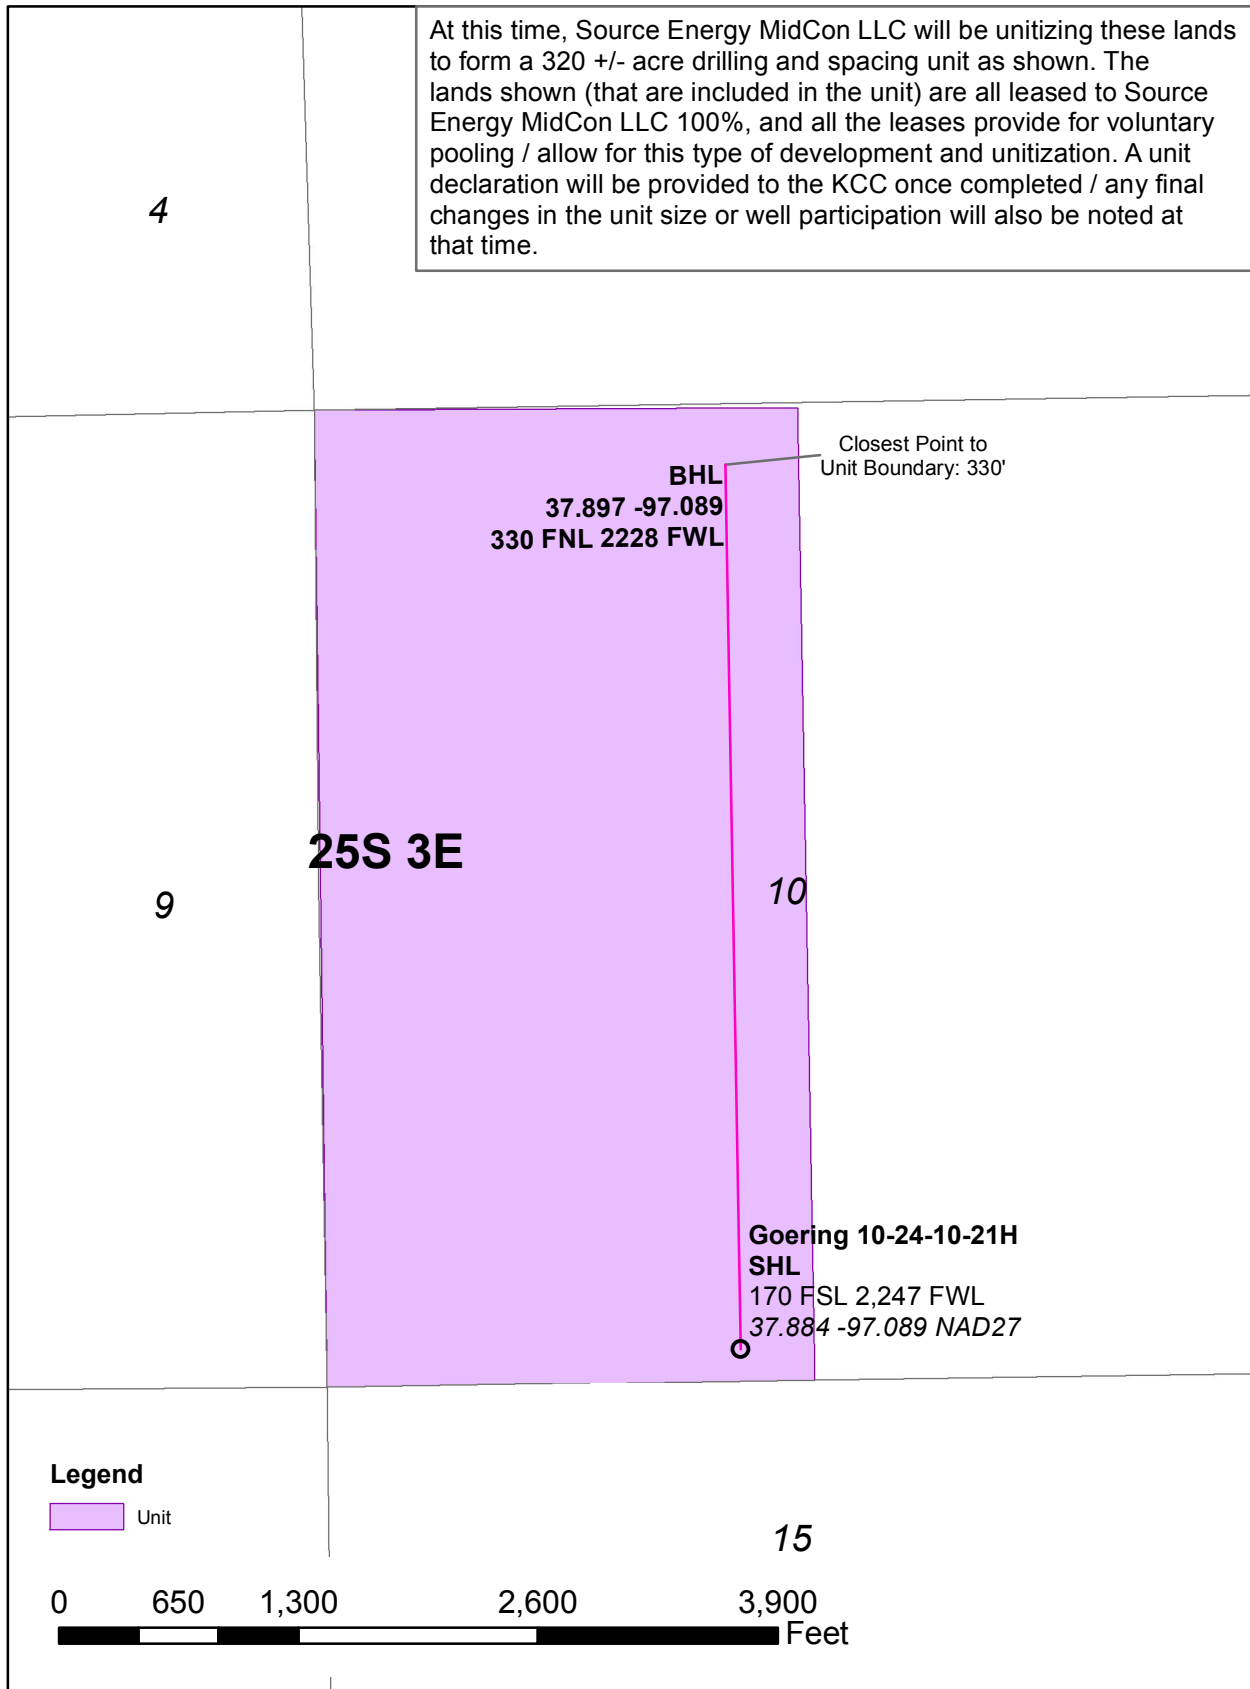 At this time, Source Energy MidCon LLC will be unitizing these lands
to form a 320 +/- acre drilling and spacing unit as shown. The
lands shown (that are included in the unit) are all leased to Source
Energy MidCon LLC 100%, and all the leases provide for voluntary
pooling / allow for this type of development and unitization. A unit
declaration will be provided to the KCC once completed / any final
changes in the unit size or well participation will also be noted at
that time.
4
Closest Point to
Unit Boundary: 330'
BHL
37.897 -97.089
330 FNL 2228 FWL
25S 3E
9
10
Goering 10-24-10-21H
SHL
170 FSL 2,247 FWL
37.884 -97.089 NAD27
Legend
Unit
15
0 650 1,300 2,600 3,900
Feet